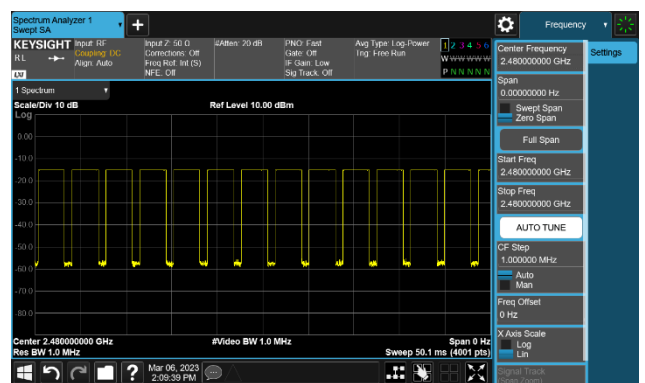 Spectrum Analyzer 1
Swept SA
+
Frequency
KEYSIGHT
R L
LXI
Input: RF
Coupling: DC
Align: Auto
Input Z: 50 Ω
Corrections: Off
Freq Ref: Int (S)
NFE: Off
#Atten: 20 dB
PNO: Fast
Gate: Off
IF Gain: Low
Sig Track: Off
Avg Type: Log-Power
Trig: Free Run
1 2 3 4 5 6
W W W W W W
P N N N N N
1 Spectrum
Scale/Div 10 dB
Ref Level 10.00 dBm
Log
0.00
-10.0
-20.0
-30.0
-40.0
-50.0
-60.0
-70.0
-80.0
Center 2.480000000 GHz
#Video BW 1.0 MHz
Span 0 Hz
Res BW 1.0 MHz
Sweep 50.1 ms (4001 pts)
Center Frequency
2.480000000 GHz
Settings
Span
0.00000000 Hz
Swept Span
Zero Span
Full Span
Start Freq
2.480000000 GHz
Stop Freq
2.480000000 GHz
AUTO TUNE
CF Step
1.000000 MHz
Auto
Man
Freq Offset
0 Hz
X Axis Scale
Log
Lin
Signal Track
(Span Zoom)
?
Mar 06, 2023
2:09:39 PM